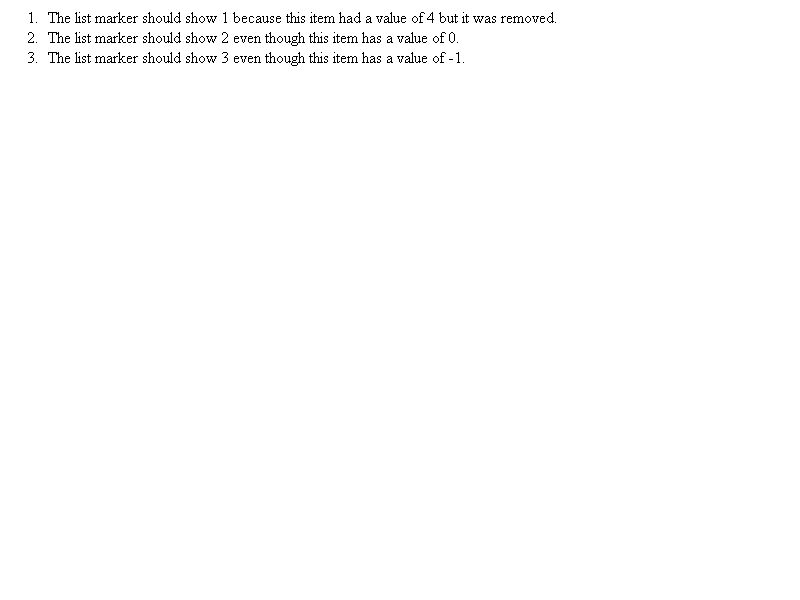 1. The list marker should show 1 because this item had a value of 4 but it was removed.
2. The list marker should show 2 even though this item has a value of 0.
3. The list marker should show 3 even though this item has a value of -1.